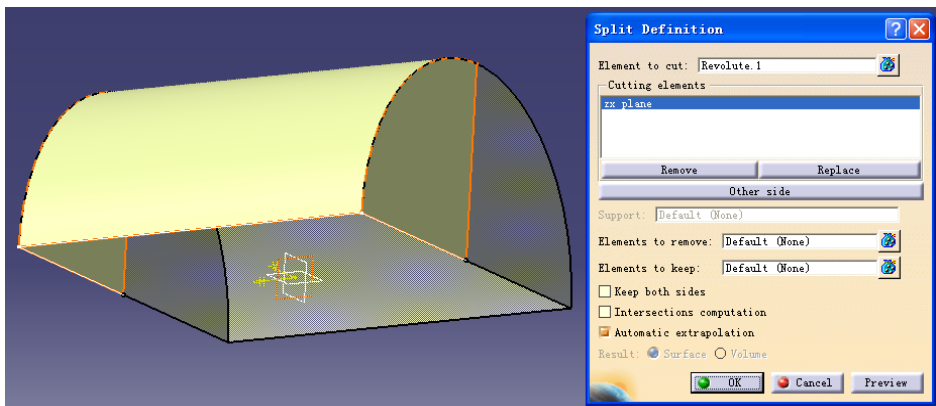 Split Definition
?
Element to cut: Revolute.1
Cutting elements
zx plane
Remove Replace
Other side
Support: Default (None)
Elements to remove: Default (None)
Elements to keep: Default (None)
Keep both sides
Intersections computation
Automatic extrapolation
Result: Surface Volume
OK Cancel Preview